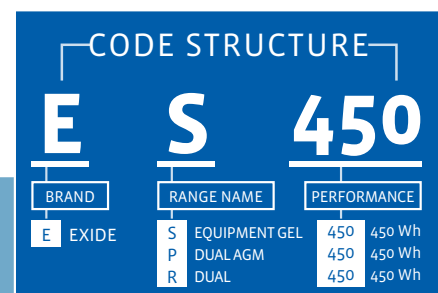 CODE STRUCTURE
E S 450
BRAND RANGE NAME PERFORMANCE
E EXIDE S EQUIPMENT GEL 450 450 Wh
P DUAL AGM 450 450 Wh
R DUAL 450 450 Wh